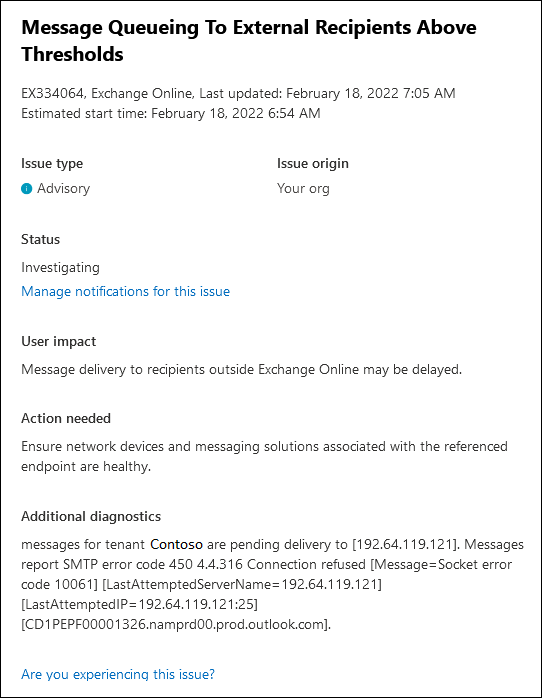 Message Queueing To External Recipients Above
Thresholds
EX334064, Exchange Online, Last updated: February 18, 2022 7:05 AM
Estimated start time: February 18, 2022 6:54 AM
Issue type
Issue origin
Advisory
Your org
Status
Investigating
Manage notifications for this issue
User impact
Message delivery to recipients outside Exchange Online may be delayed.
Action needed
Ensure network devices and messaging solutions associated with the referenced
endpoint are healthy.
Additional diagnostics
messages for tenant Contoso are pending delivery to [192.64.119.121]. Messages
report SMTP error code 450 4.4.316 Connection refused [Message=Socket error
code 10061] [LastAttemptedServerName=192.64.119.121]
[LastAttemptedIP=192.64.119.121:25]
[CD1PEPF00001326.namprd00.prod.outlook.com].
Are you experiencing this issue?